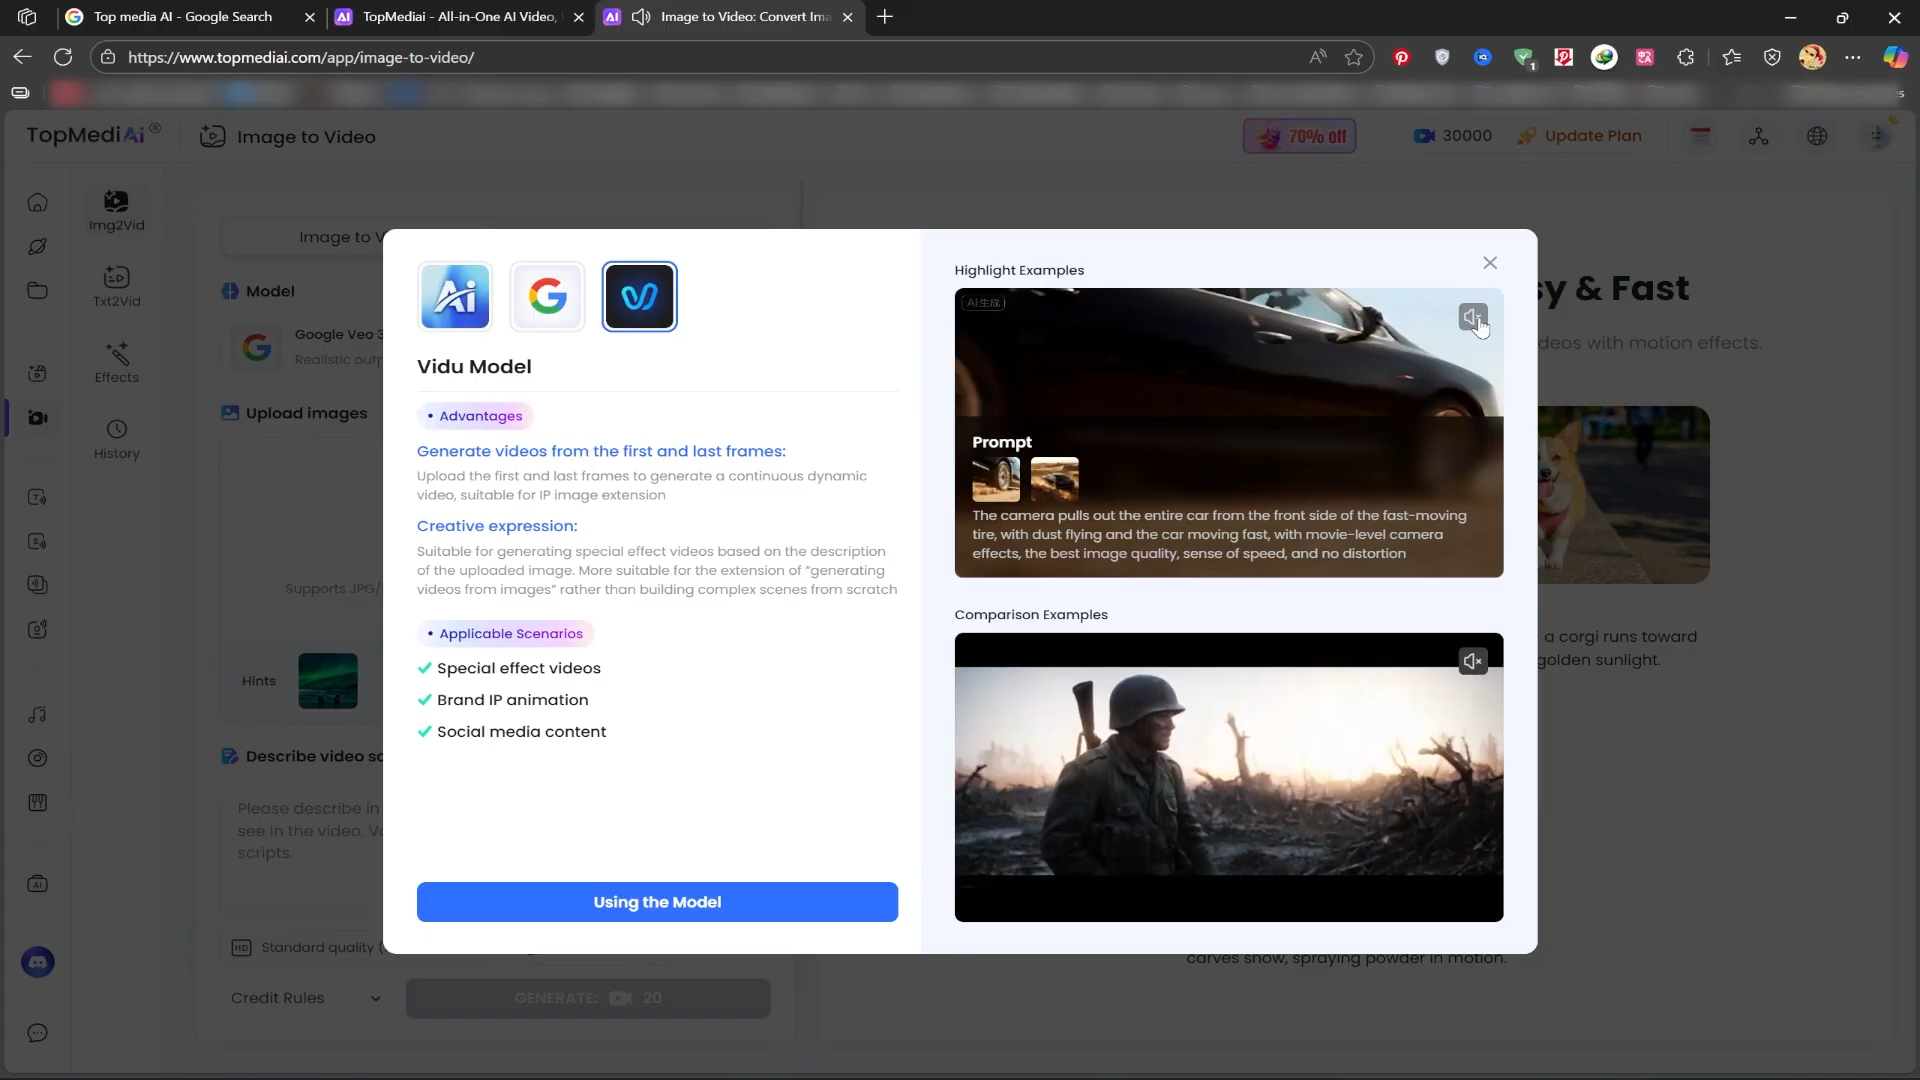 Top media AI - Google Search
TopMediai - All-in-One AI Video,
Image to Video: Convert Ima
https://www.topmediai.com/app/image-to-video/
TopMediAi®
Image to Video
70% off
30000
Update Plan
Img2Vid
Txt2Vid
Effects
History
Image to V
Model
Google Veo 3
Realistic outp
Upload images
Supports JPG/
Hints
Describe video sc
Please describe in
see in the video. Vo
scripts.
Standard quality (
Credit Rules
GENERATE: 20
Vidu Model
• Advantages
Generate videos from the first and last frames:
Upload the first and last frames to generate a continuous dynamic
video, suitable for IP image extension
Creative expression:
Suitable for generating special effect videos based on the description
of the uploaded image. More suitable for the extension of “generating
videos from images” rather than building complex scenes from scratch
• Applicable Scenarios
Special effect videos
Brand IP animation
Social media content
Using the Model
Highlight Examples
AI生成
Prompt
The camera pulls out the entire car from the front side of the fast-moving
tire, with dust flying and the car moving fast, with movie-level camera
effects, the best image quality, sense of speed, and no distortion
Comparison Examples
sy & Fast
deos with motion effects.
a corgi runs toward
golden sunlight.
carves snow, spraying powder in motion.